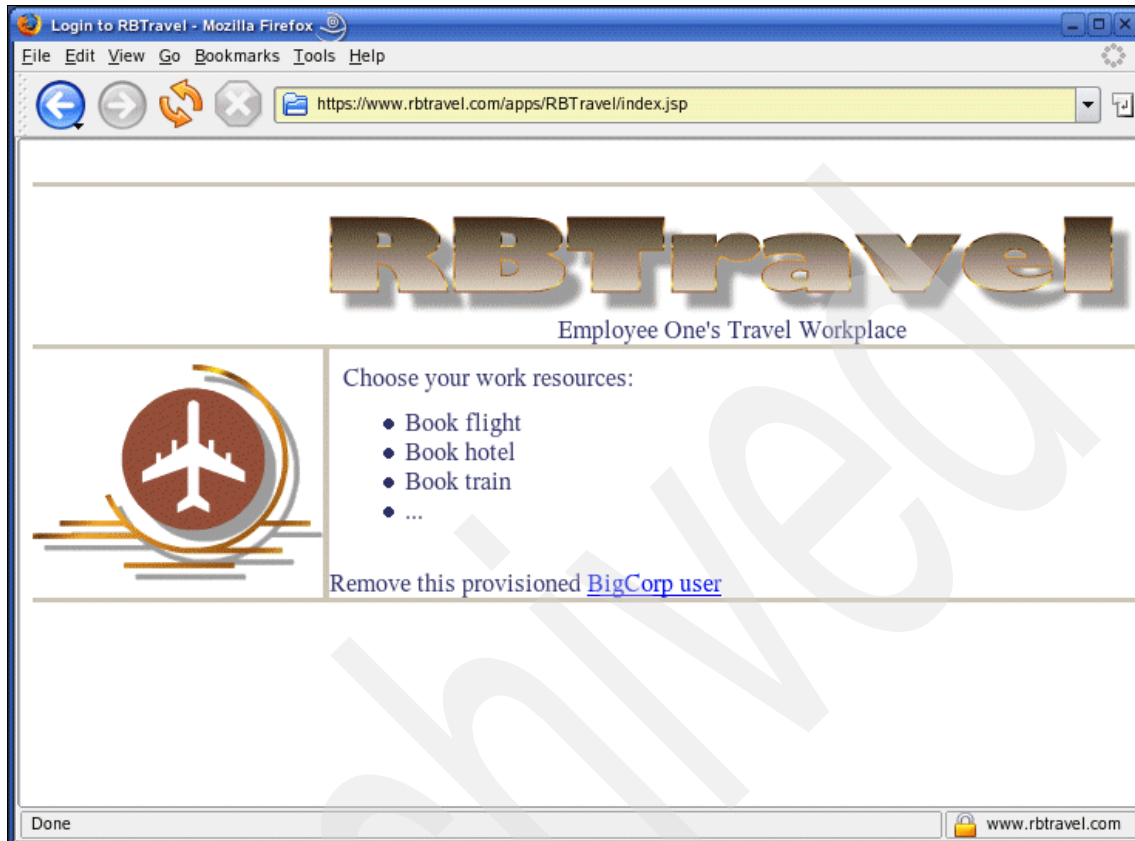 Login to RBTravel - Mozilla Firefox
File Edit View Go Bookmarks Tools Help
https://www.rbtravel.com/apps/RBTravel/index.jsp
RBTravel
Employee One's Travel Workplace
Choose your work resources:
• Book flight
• Book hotel
• Book train
• ...
Remove this provisioned BigCorp user
Done
www.rbtravel.com
hived